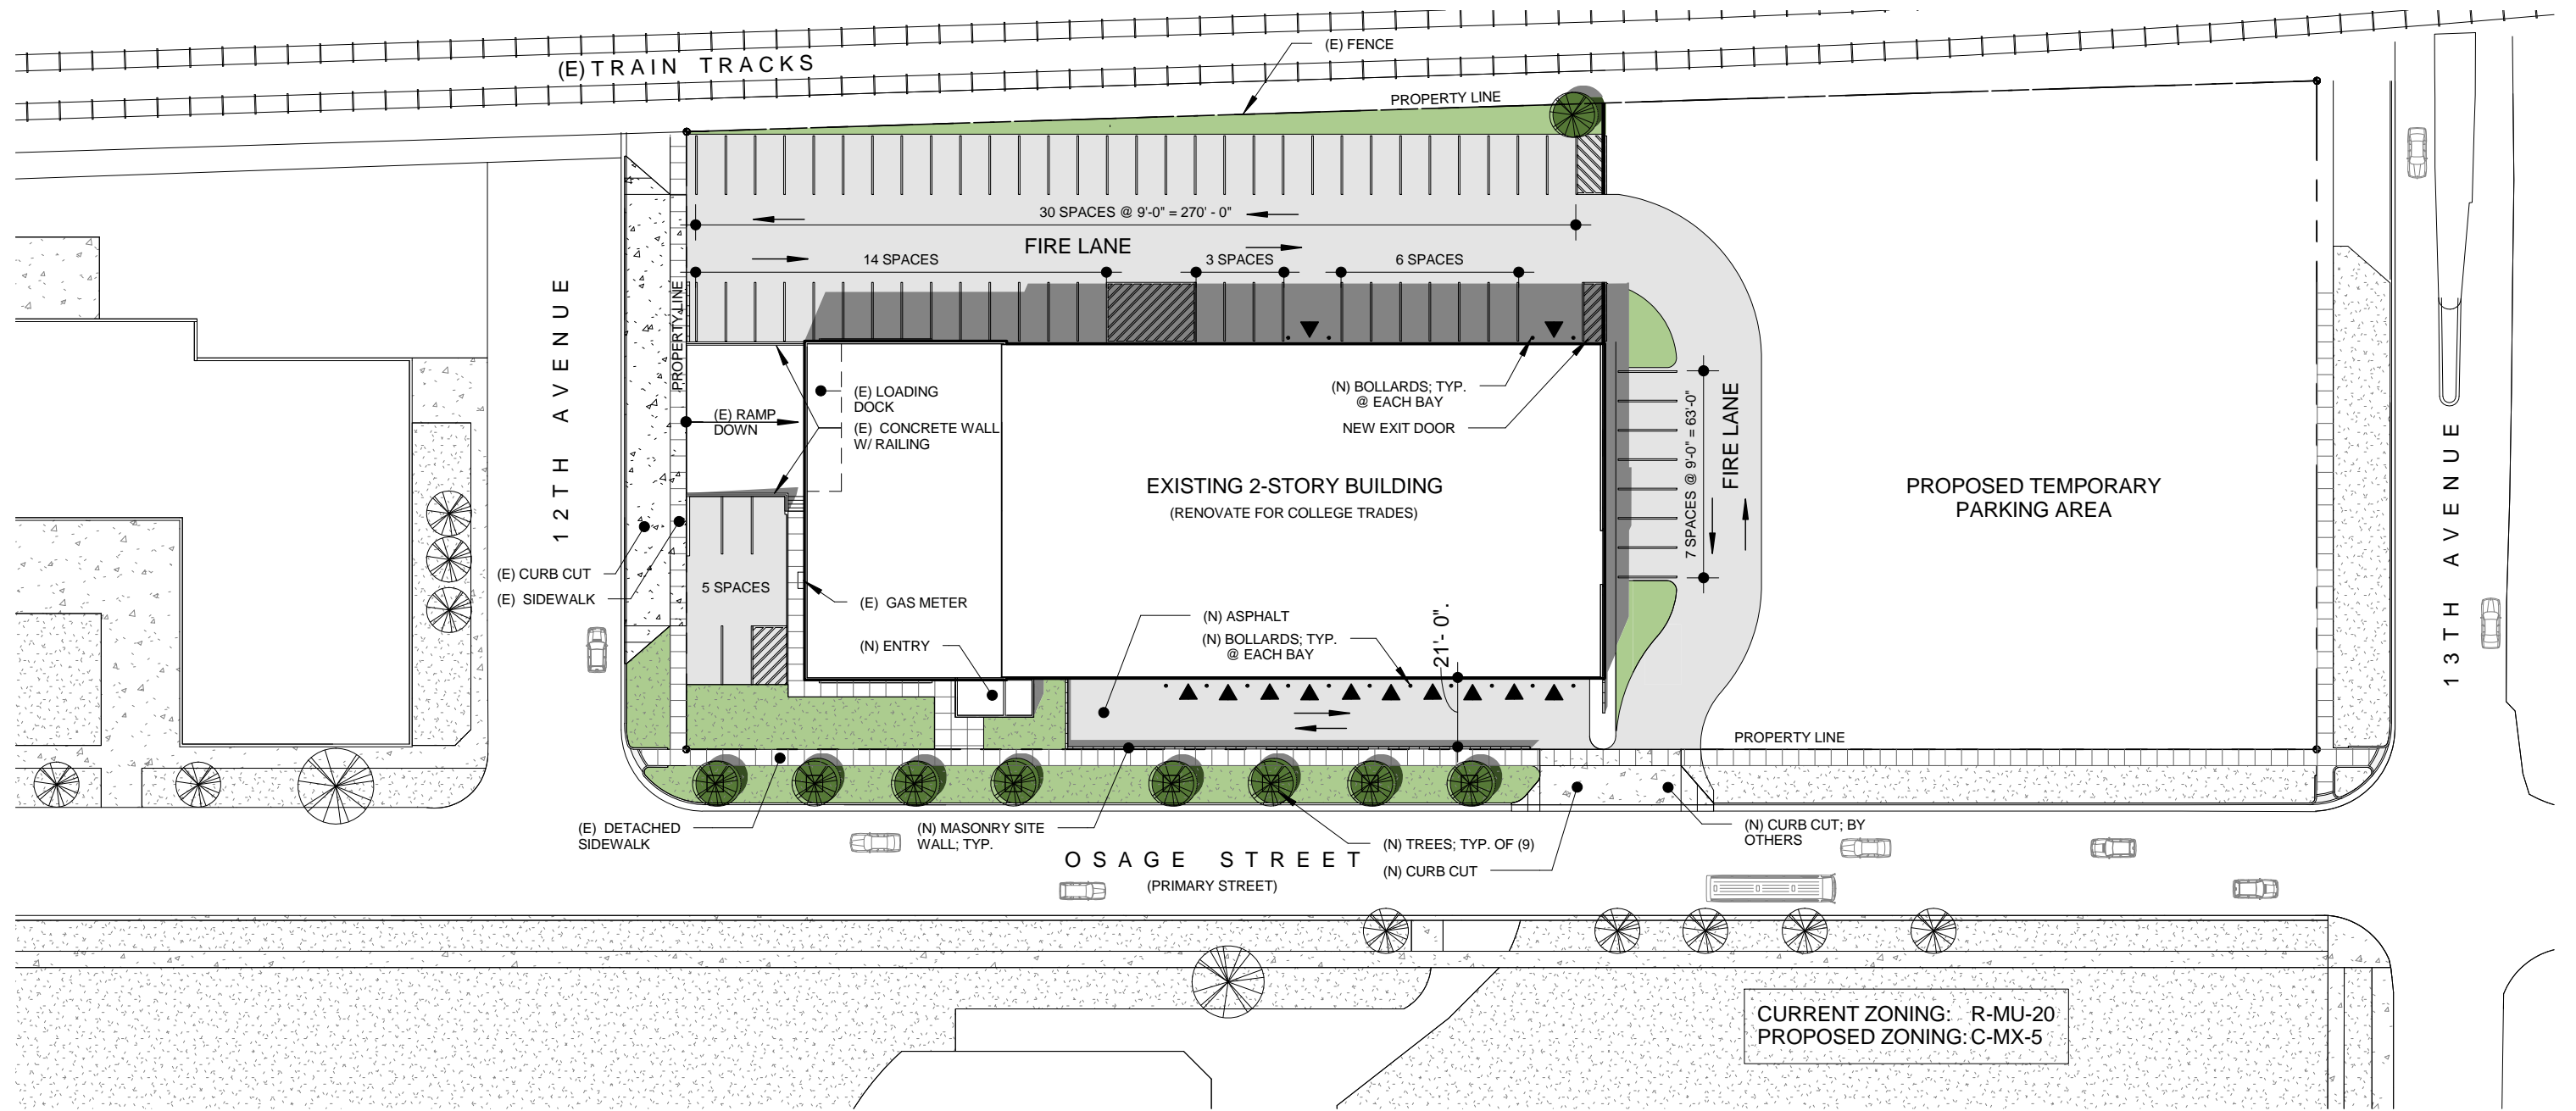 (E) TRAIN TRACKS
(E) FENCE
PROPERTY LINE
30 SPACES @ 9'-0" = 270' - 0"
FIRE LANE
14 SPACES
3 SPACES
6 SPACES
PROPERTY LINE
12TH AVENUE
(E) RAMP
DOWN
(E) LOADING
DOCK
(E) CONCRETE WALL
W/ RAILING
(N) BOLLARDS; TYP.
@ EACH BAY
NEW EXIT DOOR
7 SPACES @ 9'-0" = 63'-0"
FIRE LANE
13TH AVENUE
EXISTING 2-STORY BUILDING
(RENOVATE FOR COLLEGE TRADES)
PROPOSED TEMPORARY
PARKING AREA
(E) CURB CUT
(E) SIDEWALK
5 SPACES
(E) GAS METER
(N) ENTRY
(N) ASPHALT
(N) BOLLARDS; TYP.
@ EACH BAY
21'- 0".
PROPERTY LINE
(E) DETACHED
SIDEWALK
(N) MASONRY SITE
WALL; TYP.
(N) TREES; TYP. OF (9)
(N) CURB CUT
(N) CURB CUT; BY
OTHERS
OSAGE STREET
(PRIMARY STREET)
CURRENT ZONING: R-MU-20
PROPOSED ZONING: C-MX-5